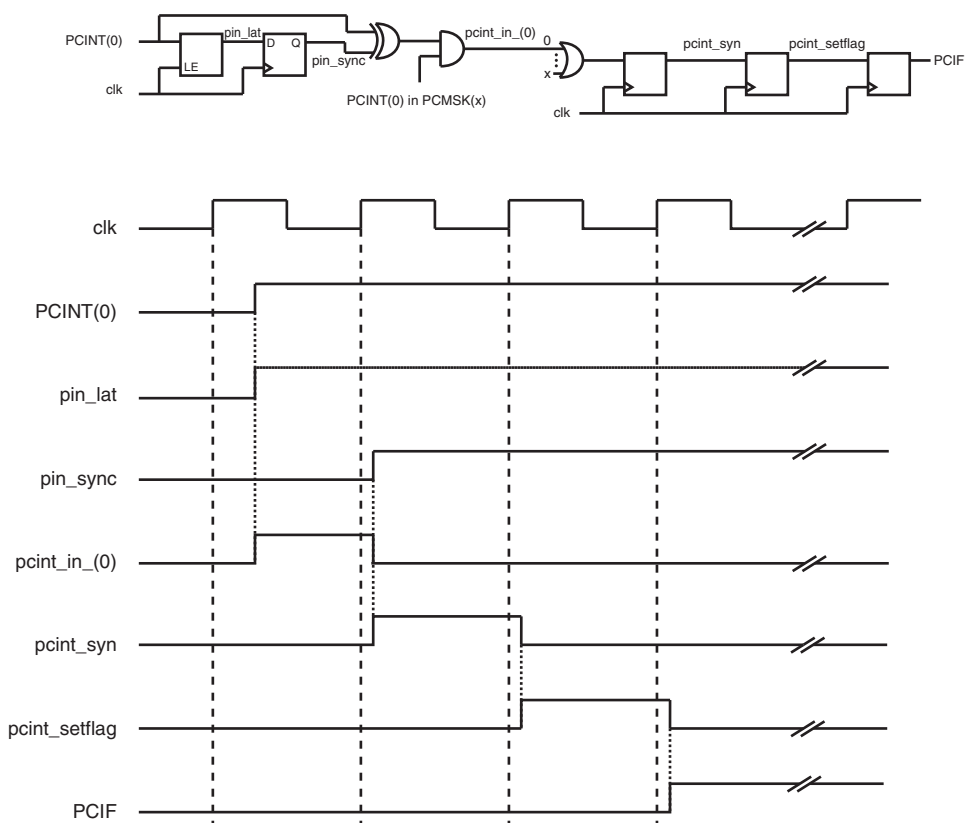 PCINT(0)
LE
pin_lat
D Q
pin_sync
clk
PCINT(0) in PCMSK(x)
pcint_in_(0)
0
x
clk
pcint_syn
pcint_setflag
PCIF
clk
PCINT(0)
pin_lat
pin_sync
pcint_in_(0)
pcint_syn
pcint_setflag
PCIF